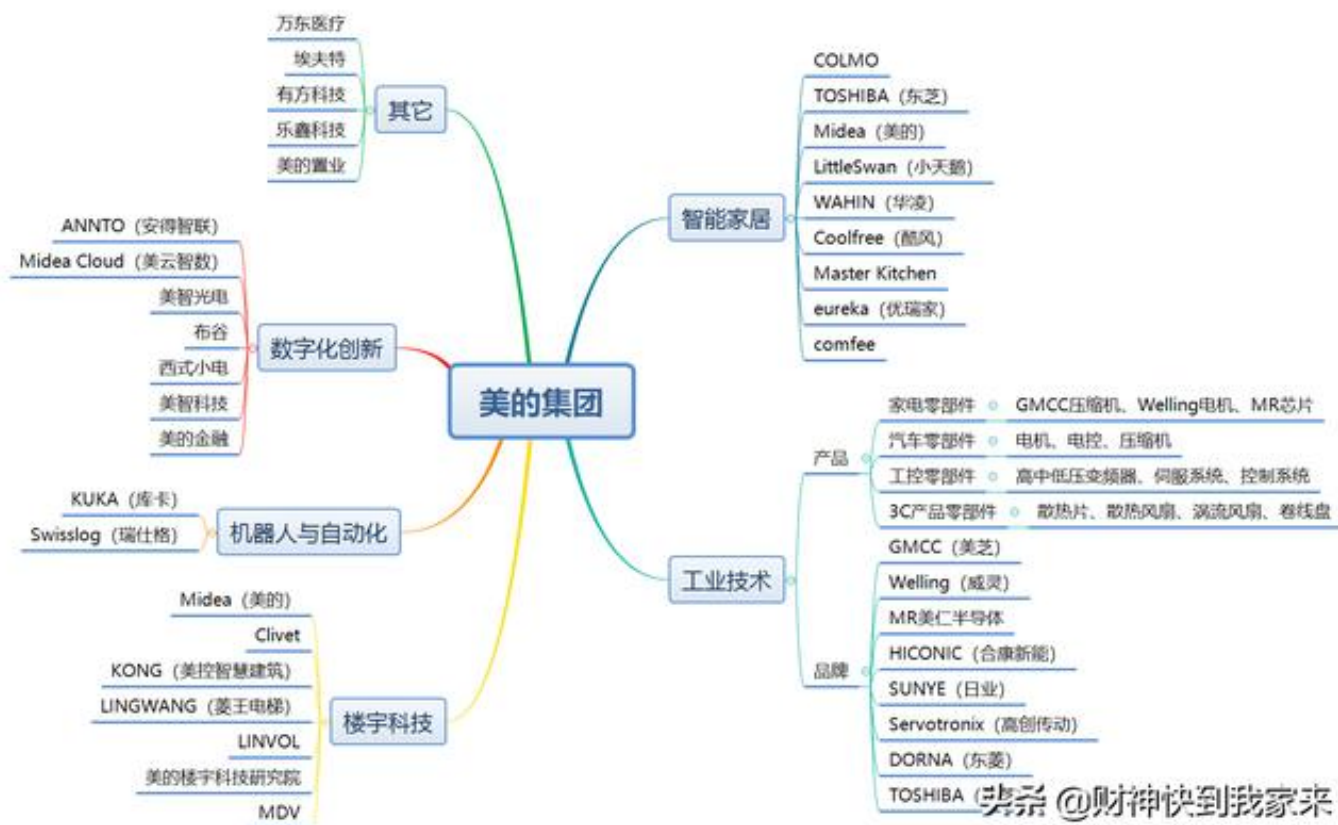 美的集团
其它
万东医疗
埃夫特
有方科技
乐鑫科技
美的置业
数字化创新
ANNTO（安得智联）
Midea Cloud（美云智数）
美智光电
布谷
西式小电
美智科技
美的金融
机器人与自动化
KUKA（库卡）
Swisslog（瑞仕格）
楼宇科技
Midea（美的）
Clivet
KONG（美控智慧建筑）
LINGWANG（菱王电梯）
LINVOL
美的楼宇科技研究院
MDV
智能家居
COLMO
TOSHIBA（东芝）
Midea（美的）
LittleSwan（小天鹅）
WAHIN（华凌）
Coolfree（酷风）
Master Kitchen
eureka（优瑞家）
comfee
工业技术
产品
家电零部件 GMCC压缩机、Welling电机、MR芯片
汽车零部件 电机、电控、压缩机
工控零部件 高中低压变频器、伺服系统、控制系统
3C产品零部件 散热片、散热风扇、涡流风扇、卷线盘
品牌
GMCC（美芝）
Welling（威灵）
MR美仁半导体
HICONIC（合康新能）
SUNYE（日业）
Servotronix（高创传动）
DORNA（东菱）
TOSHIBA（
头条 @财神快到我家来